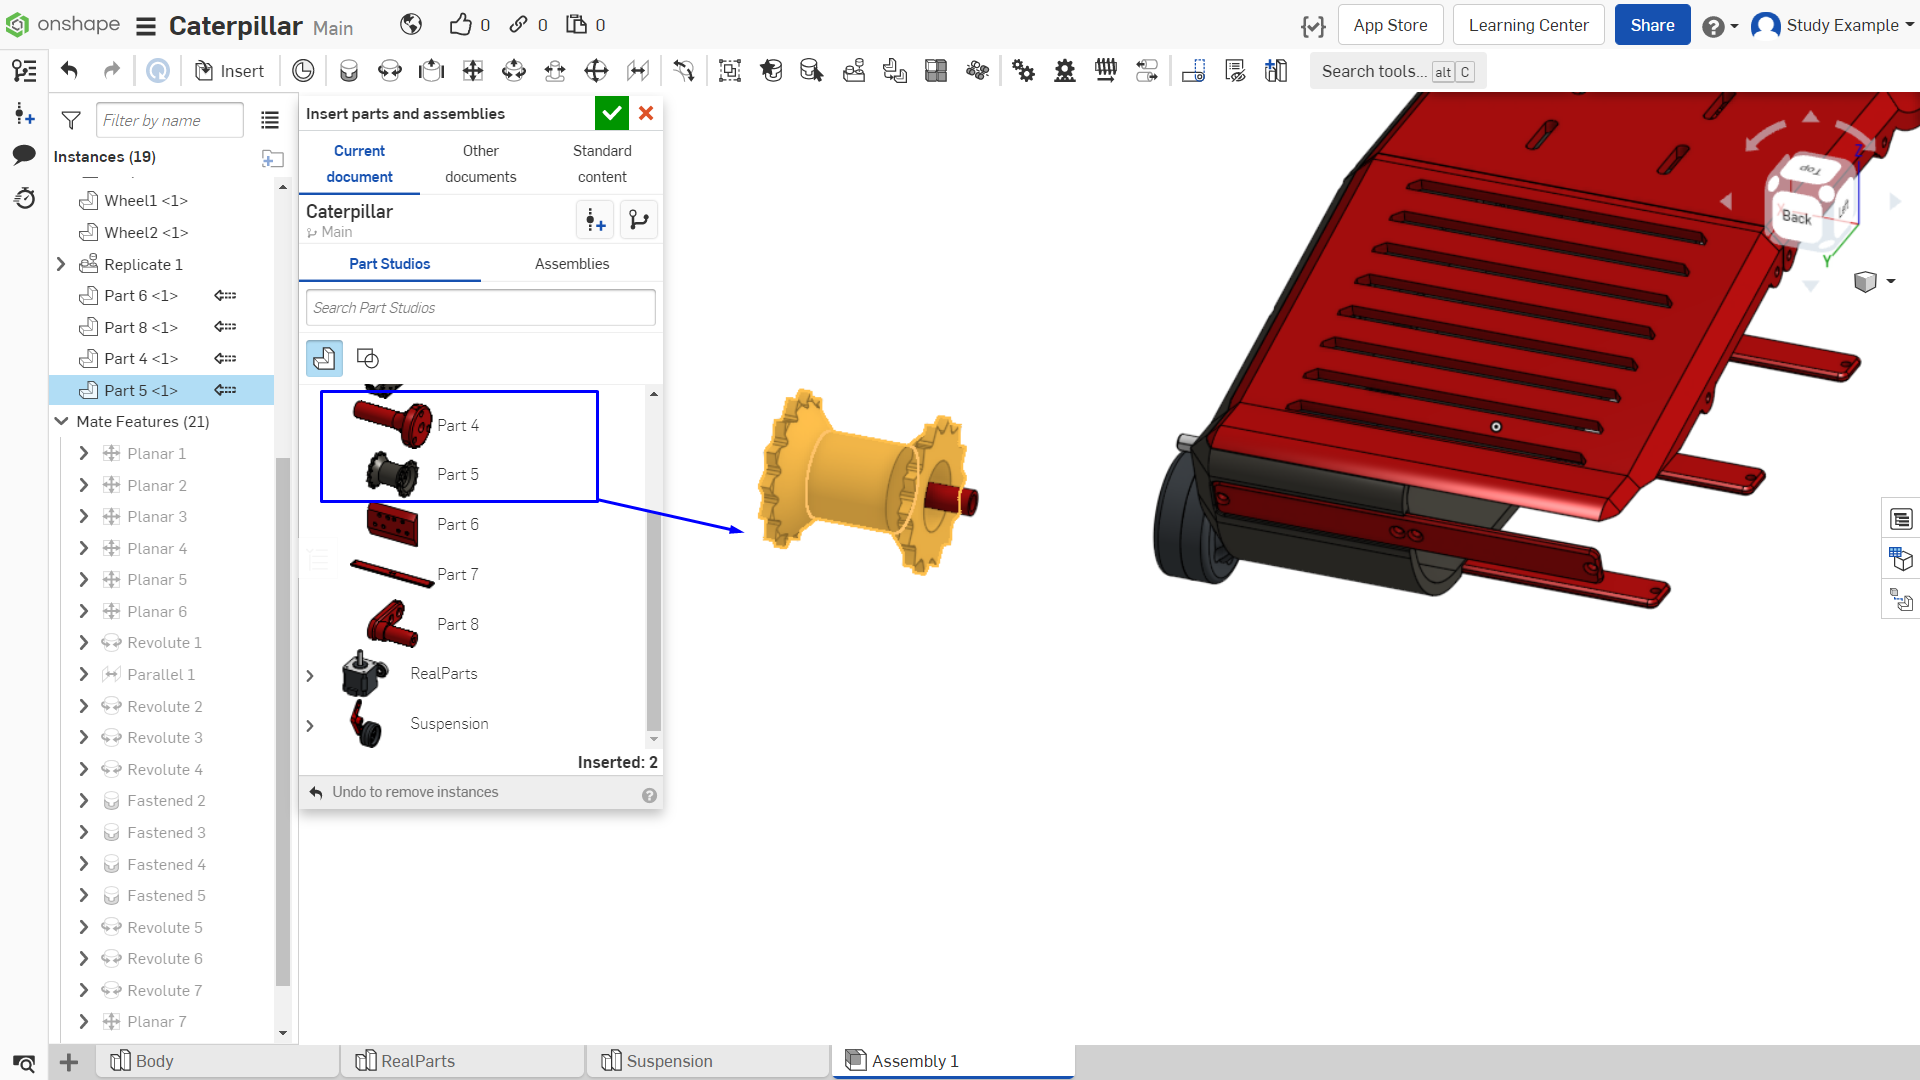 onshape Caterpillar Main 0 0 0 App Store Learning Center Share Study Example
Insert Search tools... alt C
Filter by name
Instances (19)
Wheel1 <1>
Wheel2 <1>
Replicate 1
Part 6 <1>
Part 8 <1>
Part 4 <1>
Part 5 <1>
Mate Features (21)
Planar 1
Planar 2
Planar 3
Planar 4
Planar 5
Planar 6
Revolute 1
Parallel 1
Revolute 2
Revolute 3
Revolute 4
Fastened 2
Fastened 3
Fastened 4
Fastened 5
Revolute 5
Revolute 6
Revolute 7
Planar 7
Insert parts and assemblies
Current document
Other documents
Standard content
Caterpillar
Main
Part Studios Assemblies
Search Part Studios
Part 4
Part 5
Part 6
Part 7
Part 8
RealParts
Suspension
Inserted: 2
Undo to remove instances
Top
Back
Left
Z
X
Y
Body RealParts Suspension Assembly 1